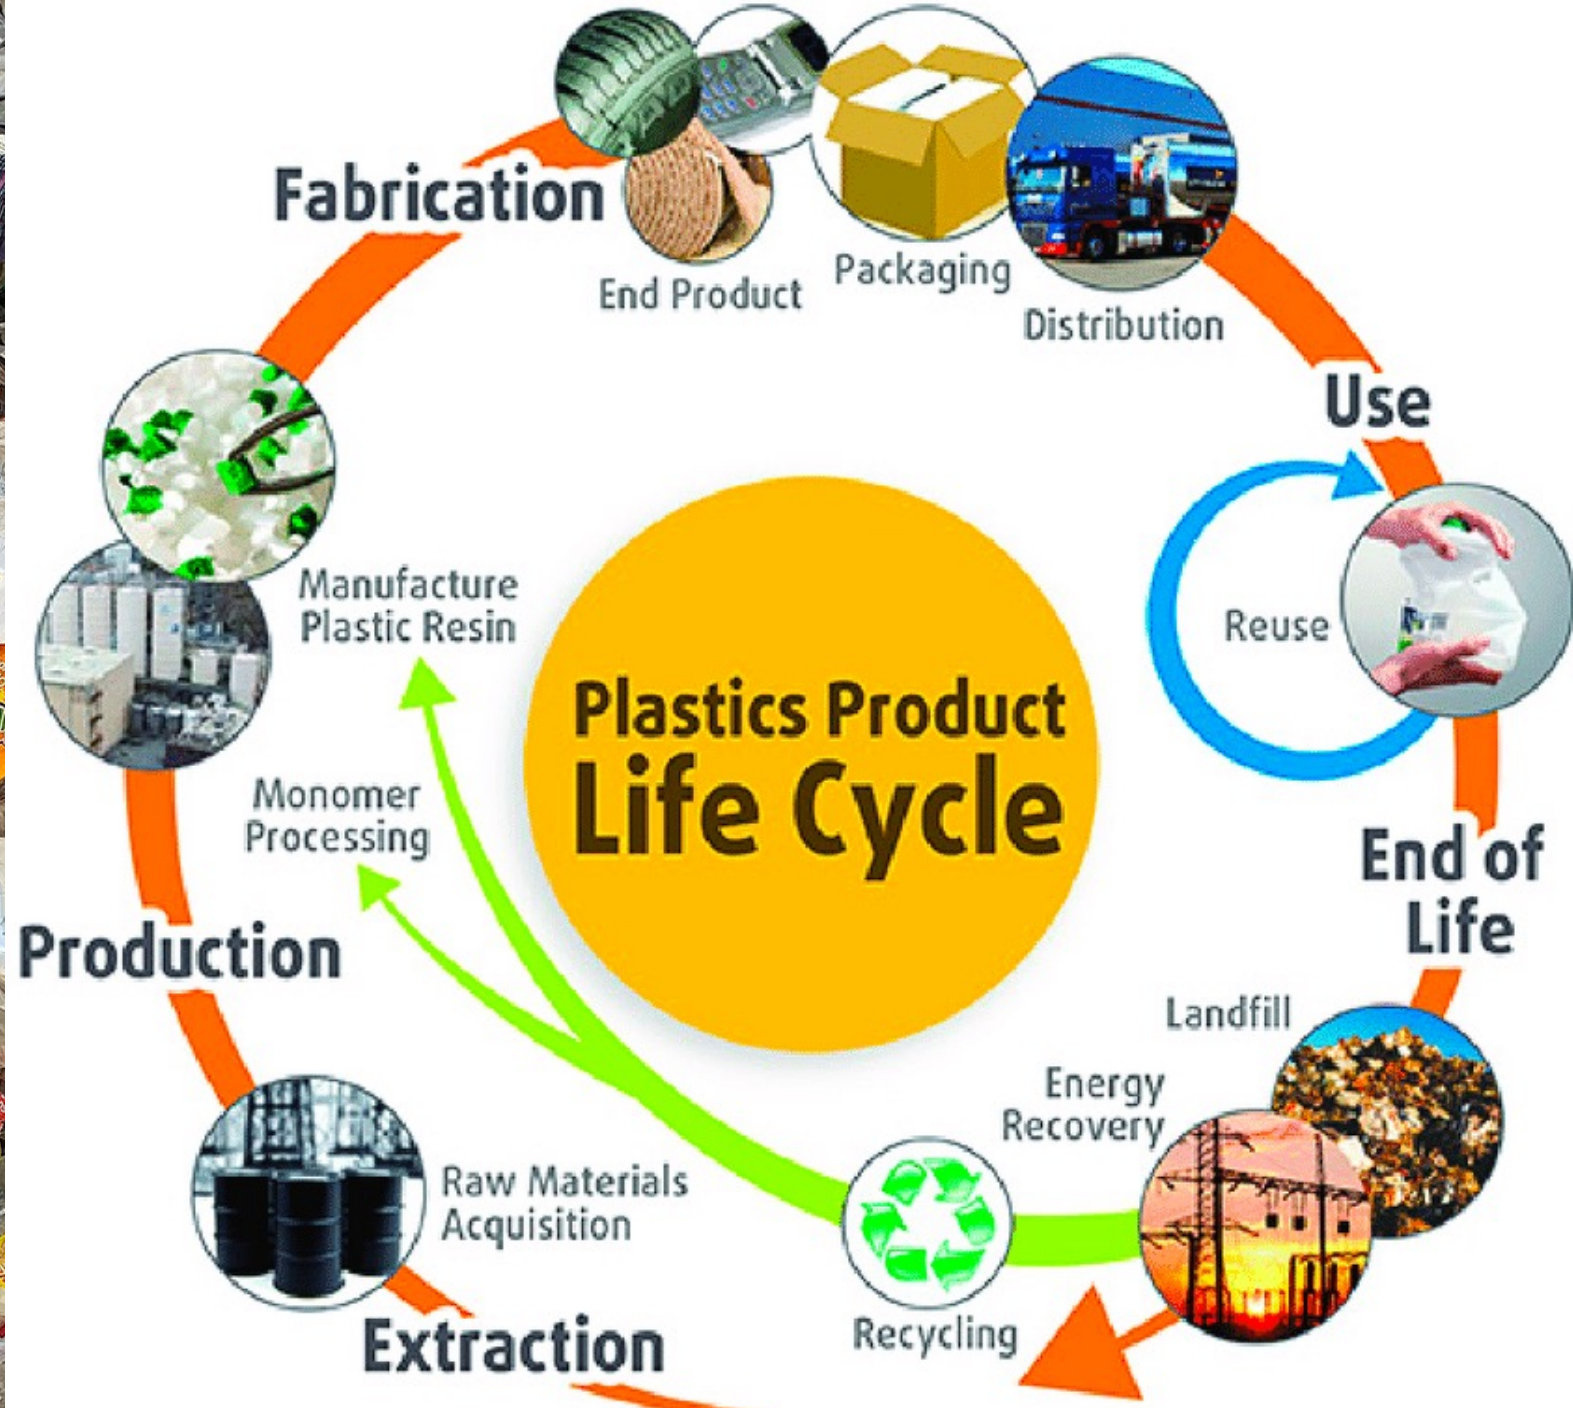 Fabrication
End Product
Packaging
Distribution
Use
Reuse
Manufacture
Plastic Resin
Plastics Product
Life Cycle
Monomer
Processing
End of
Life
Production
Landfill
Energy
Recovery
Raw Materials
Acquisition
Recycling
Extraction